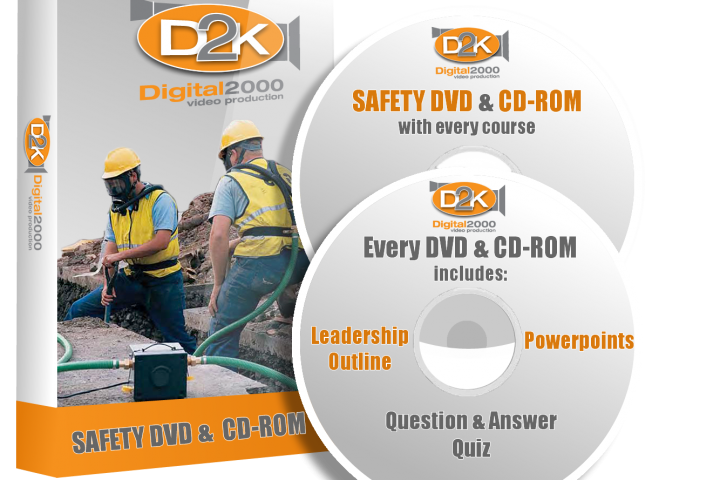 D2K
Digital2000
video production
D2K
Digital2000
video production
SAFETY DVD & CD-ROM
D2K
Digital2000
video production
SAFETY DVD & CD-ROM
with every course
D2K
Digital2000
video production
Every DVD & CD-ROM
includes:
Leadership
Outline
Powerpoints
Question & Answer
Quiz